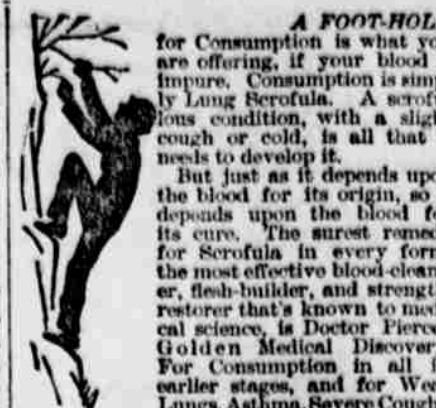 A FOOT-HOL
for Consumption is what yo
are offering, if your blood
impure. Consumption is simp
ly Lung Scrofula. A scrof
lous condition, with a sligh
cough or cold, is all that
needs to develop it.
But just as it depends upo
the blood for its origin, so
depends upon the blood fo
its cure. The surest remed
for Scrofula in every form
the most effective blood-clean
er, flesh-builder, and strengt
restorer that's known to med
cal science, is Doctor Pierce
Golden Medical Discover
For Consumption in all i
earlier stages, and for Wea
Lungs, Asthma, Severe Cough